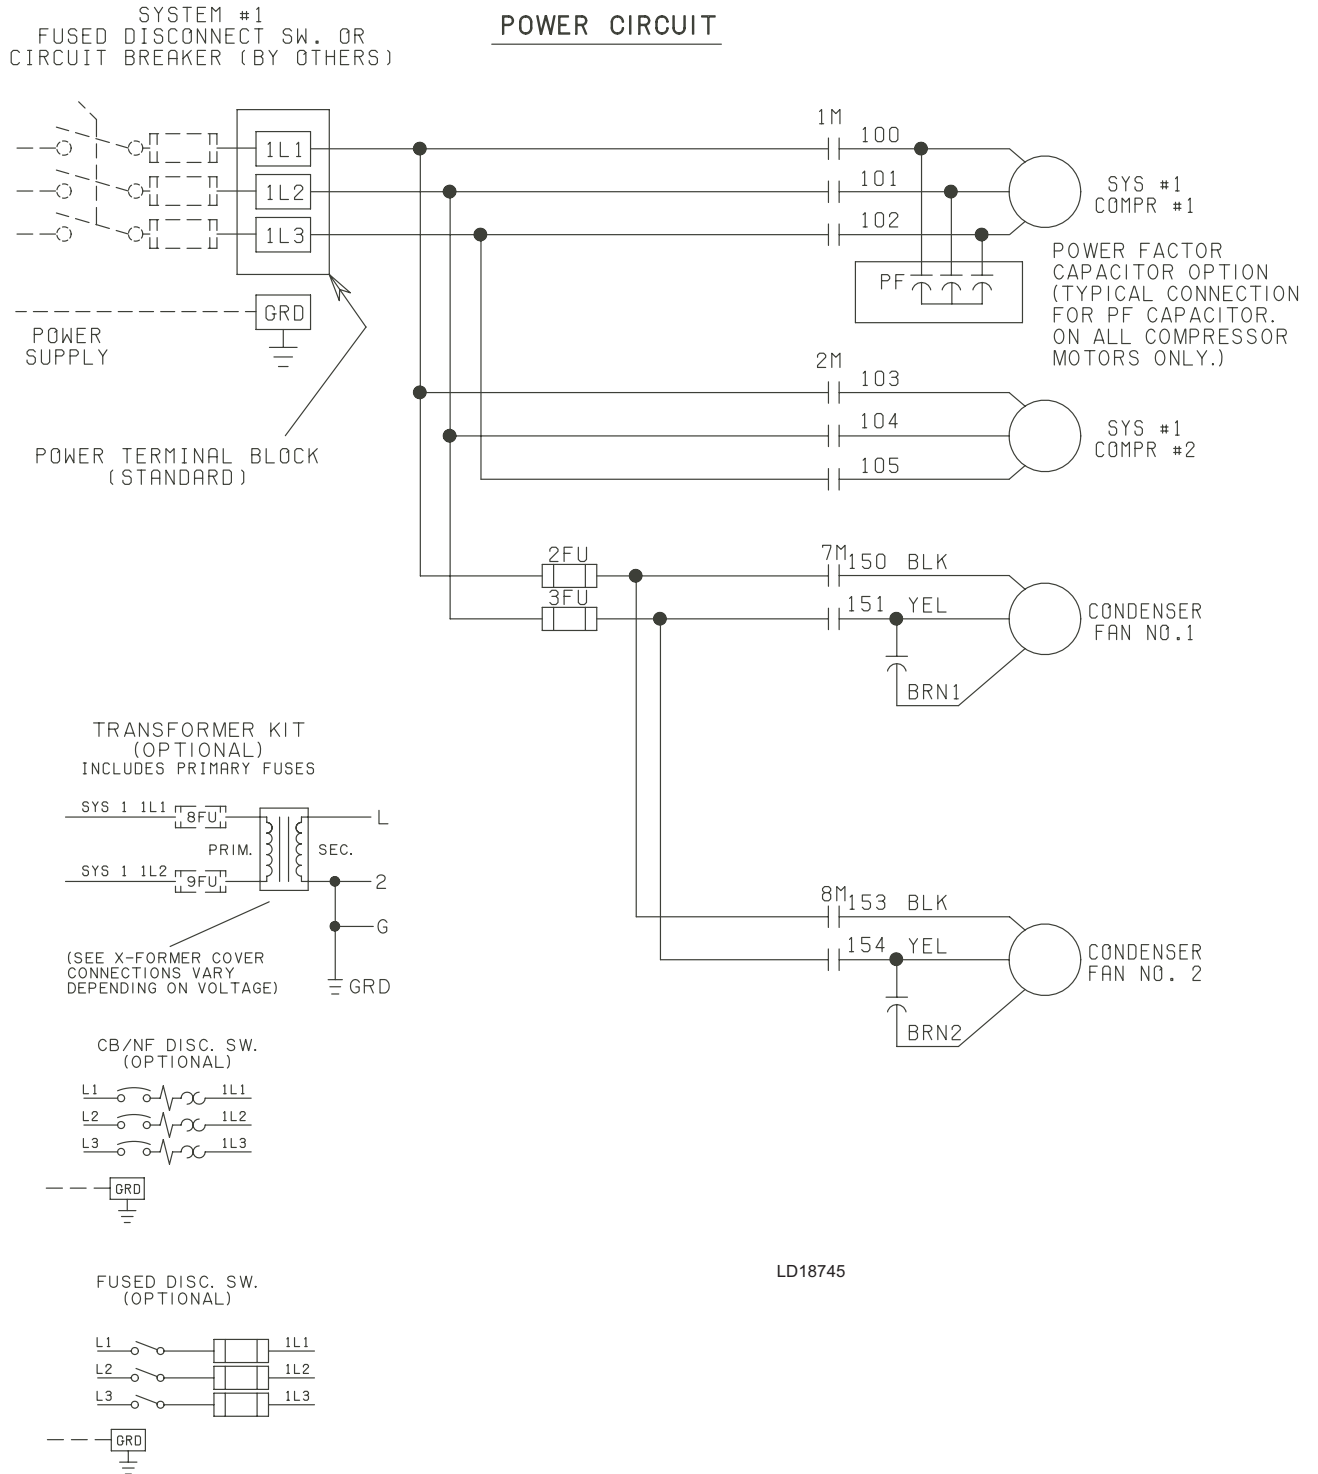 SYSTEM #1
FUSED DISCONNECT SW. OR
CIRCUIT BREAKER (BY OTHERS)
POWER CIRCUIT
1L1
1L2
1L3
GRD
POWER
SUPPLY
POWER TERMINAL BLOCK
(STANDARD)
1M
100
101
102
SYS #1
COMPR #1
PF
POWER FACTOR
CAPACITOR OPTION
(TYPICAL CONNECTION
FOR PF CAPACITOR.
ON ALL COMPRESSOR
MOTORS ONLY.)
2M
103
104
105
SYS #1
COMPR #2
2FU
3FU
7M
150 BLK
151 YEL
BRN1
CONDENSER
FAN NO.1
8M
153 BLK
154 YEL
BRN2
CONDENSER
FAN NO. 2
TRANSFORMER KIT
(OPTIONAL)
INCLUDES PRIMARY FUSES
SYS 1 1L1
8FU
L
PRIM.
SEC.
SYS 1 1L2
9FU
2
G
GRD
(SEE X-FORMER COVER
CONNECTIONS VARY
DEPENDING ON VOLTAGE)
CB/NF DISC. SW.
(OPTIONAL)
L1 1L1
L2 1L2
L3 1L3
GRD
FUSED DISC. SW.
(OPTIONAL)
L1 1L1
L2 1L2
L3 1L3
GRD
LD18745